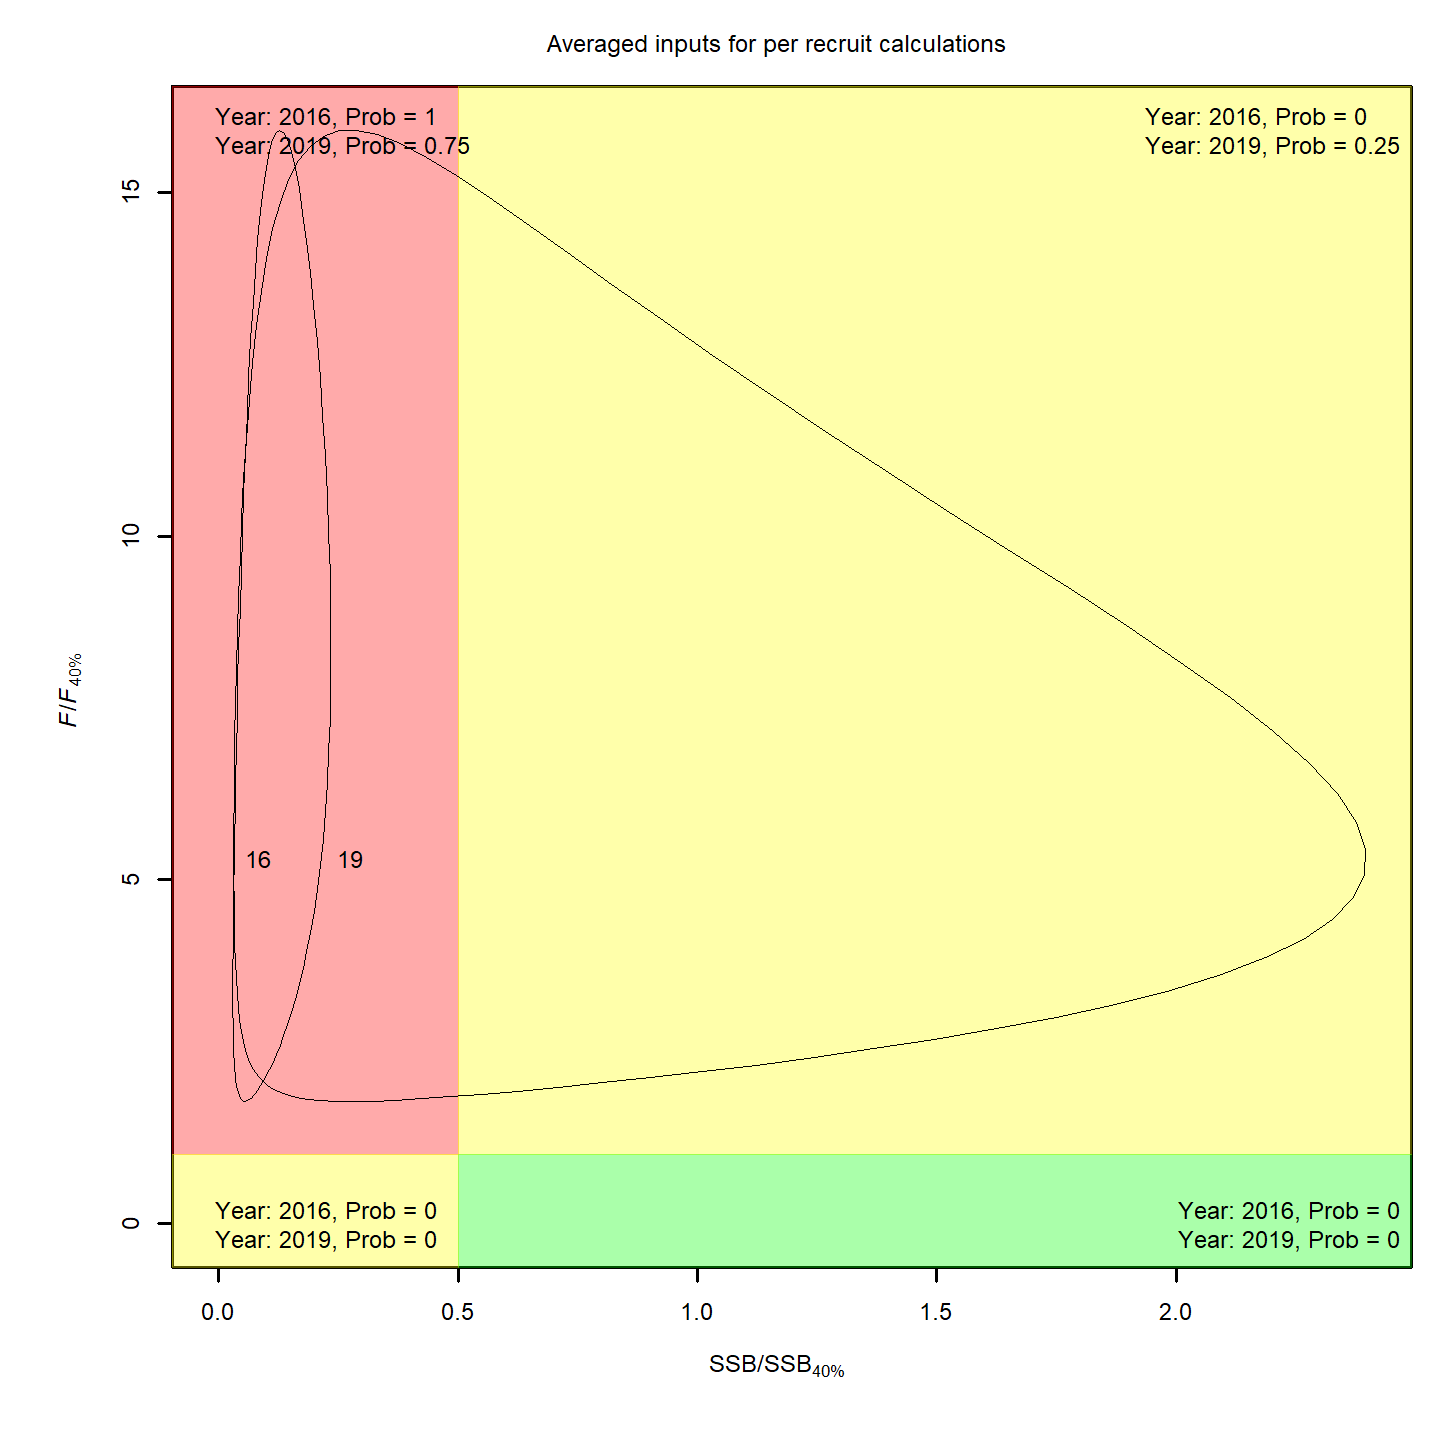 Averaged inputs for per recruit calculations
Year: 2016, Prob = 1
Year: 2019, Prob = 0.75
Year: 2016, Prob = 0
Year: 2019, Prob = 0.25
15
10
5
0
F/F40%
16
19
Year: 2016, Prob = 0
Year: 2019, Prob = 0
Year: 2016, Prob = 0
Year: 2019, Prob = 0
0.0 0.5 1.0 1.5 2.0
SSB/SSB40%